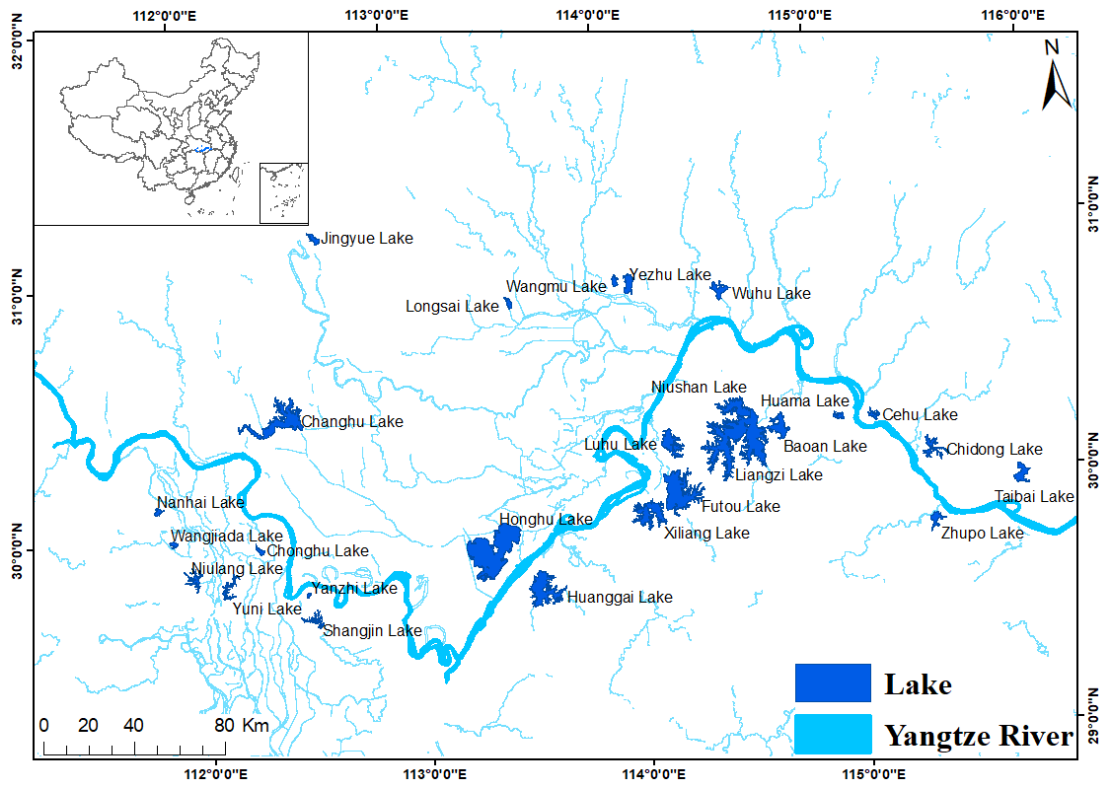 112°0'0"E 113°0'0"E 114°0'0"E 115°0'0"E 116°0'0"E
32°0'0"N
N
31°0'0"N
Jingyue Lake
Yezhu Lake
Wangmu Lake
Wuhu Lake
31°0'0"N
Longsai Lake
Niushan Lake
Huama Lake
Cehu Lake
Changhu Lake
Luhu Lake
Baoan Lake
Chidong Lake
30°0'0"N
Liangzi Lake
Taibai Lake
Nanhai Lake
Futou Lake
Honghu Lake
Xiliang Lake
Zhupo Lake
Wangjiada Lake
30°0'0"N
Chonghu Lake
Niulang Lake
Yanzhi Lake
Huanggai Lake
Yuni Lake
Shangjin Lake
Lake
29°0'0"N
0 20 40 80 Km
Yangtze River
112°0'0"E 113°0'0"E 114°0'0"E 115°0'0"E